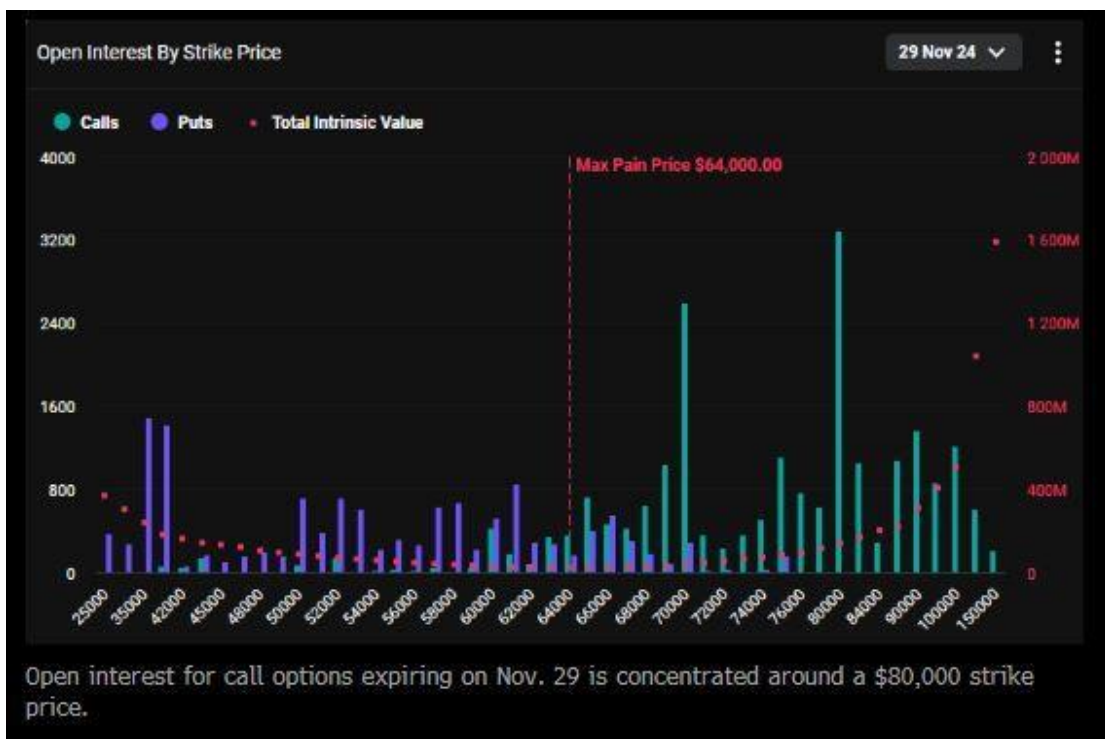 Open Interest By Strike Price
29 Nov 24
Calls Puts Total Intrinsic Value
4000
2 000M
Max Pain Price $64,000.00
3200
1 600M
2400
1 200M
1600
800M
800
400M
0
0
25000 35000 42000 45000 48000 50000 52000 54000 56000 58000 60000 62000 64000 66000 68000 70000 72000 74000 76000 80000 84000 90000 100000 150000
Open interest for call options expiring on Nov. 29 is concentrated around a $80,000 strike
price.